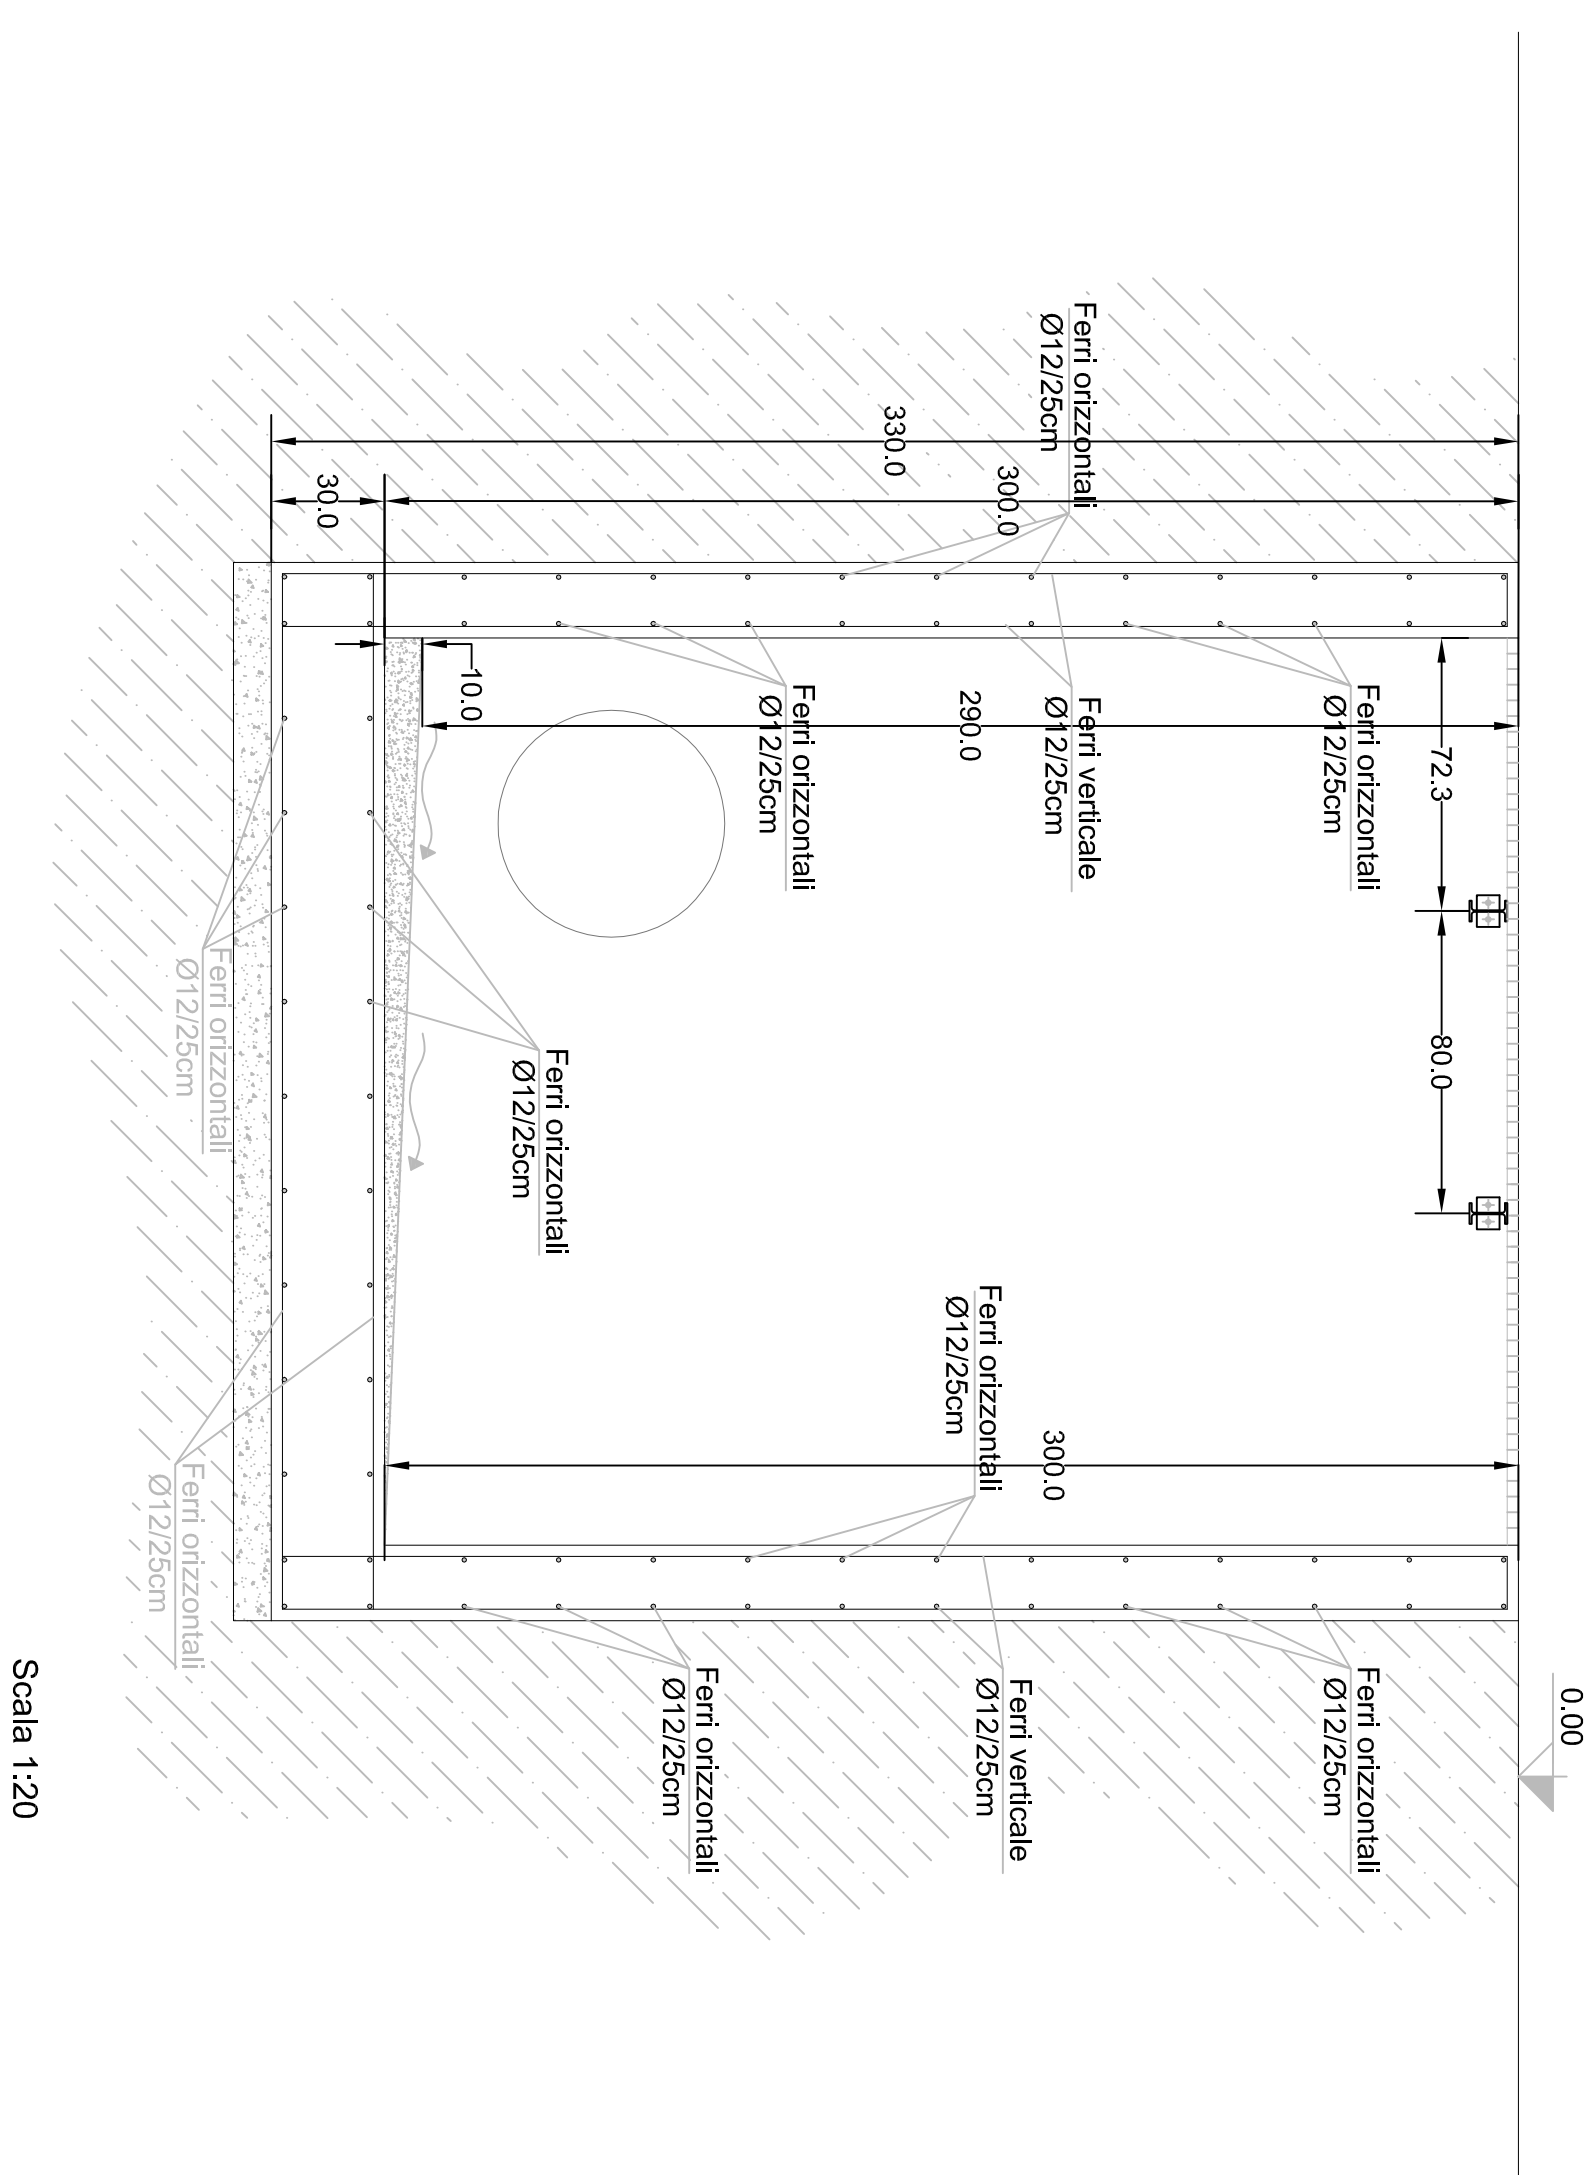 0.00
72.3
80.0
Ferri orizzontali
Ø12/25cm
Ferri orizzontali
Ø12/25cm
Ferri orizzontali
Ø12/25cm
Ferri verticale
Ø12/25cm
300.0
Ferri verticale
Ø12/25cm
300.0
Ferri orizzontali
Ø12/25cm
290.0
330.0
Ferri orizzontali
Ø12/25cm
Ferri orizzontali
Ø12/25cm
Ferri orizzontali
Ø12/25cm
10.0
30.0
Ferri orizzontali
Ø12/25cm
Ferri orizzontali
Ø12/25cm
Scala 1:20